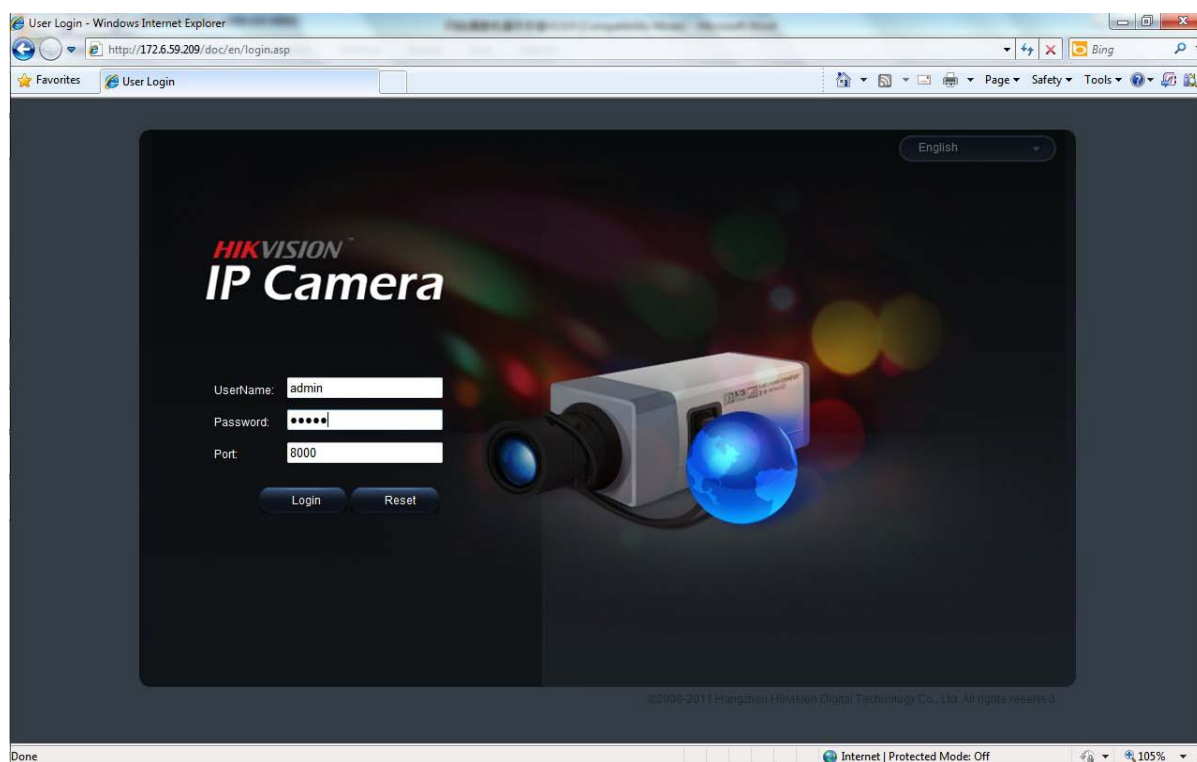 User Login - Windows Internet Explorer
http://172.6.59.209/doc/en/login.asp
Bing
Favorites
User Login
Page
Safety
Tools
English
HIKVISION™
IP Camera
UserName:
admin
Password:
•••••
Port:
8000
Login
Reset
©2008-2011 Hangzhou Hikvision Digital Technology Co., Ltd. All rights reserved.
Done
Internet | Protected Mode: Off
105%